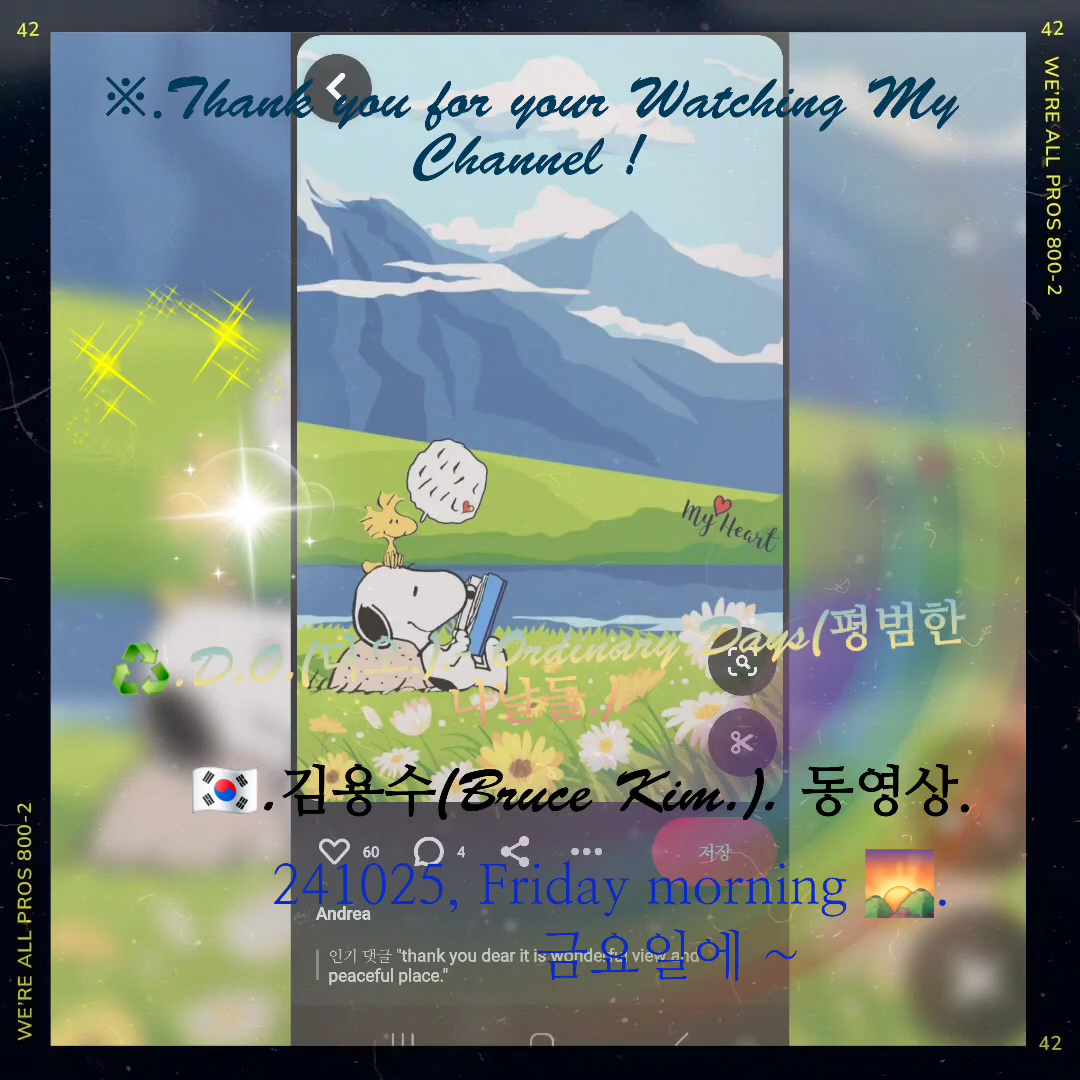 42
42
WE'RE ALL PROS 800-2
※.Thank you for your Watching My
Channel !
My Heart
♻️.D.O.(디오). Ordinary Days(평범한
나날들.).
🇰🇷.김용수(Bruce Kim.). 동영상.
60
4
저장
241025, Friday morning 🌄.
Andrea
금요일에 ~
인기 댓글 "thank you dear it is wonderful view and
peaceful place."
WE'RE ALL PROS 800-2
42